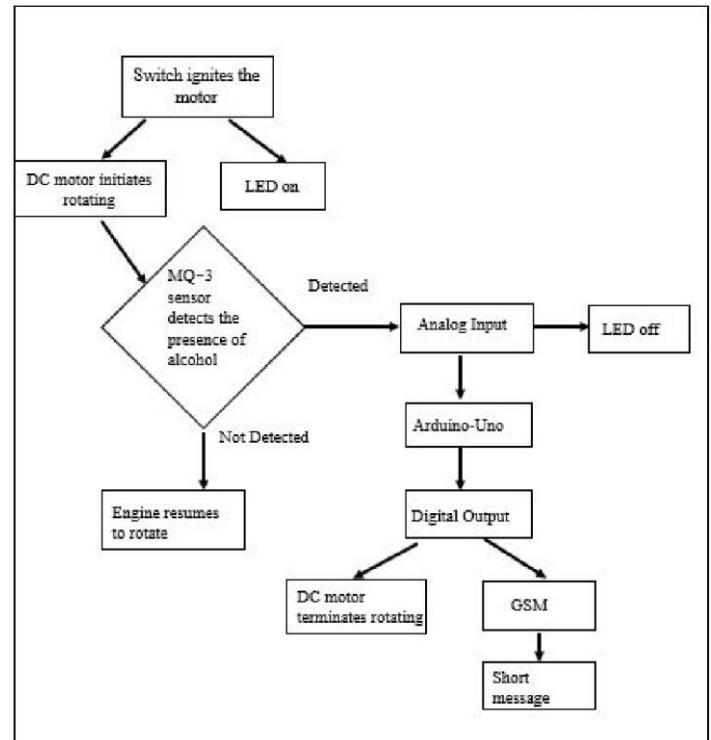 Switch ignites the
motor
DC motor initiates
rotating
LED on
MQ-3
sensor
detects the
presence of
alcohol
Detected
Analog Input
LED off
Not Detected
Arduino-Uno
Engine resumes
to rotate
Digital Output
DC motor
terminates rotating
GSM
Short
message